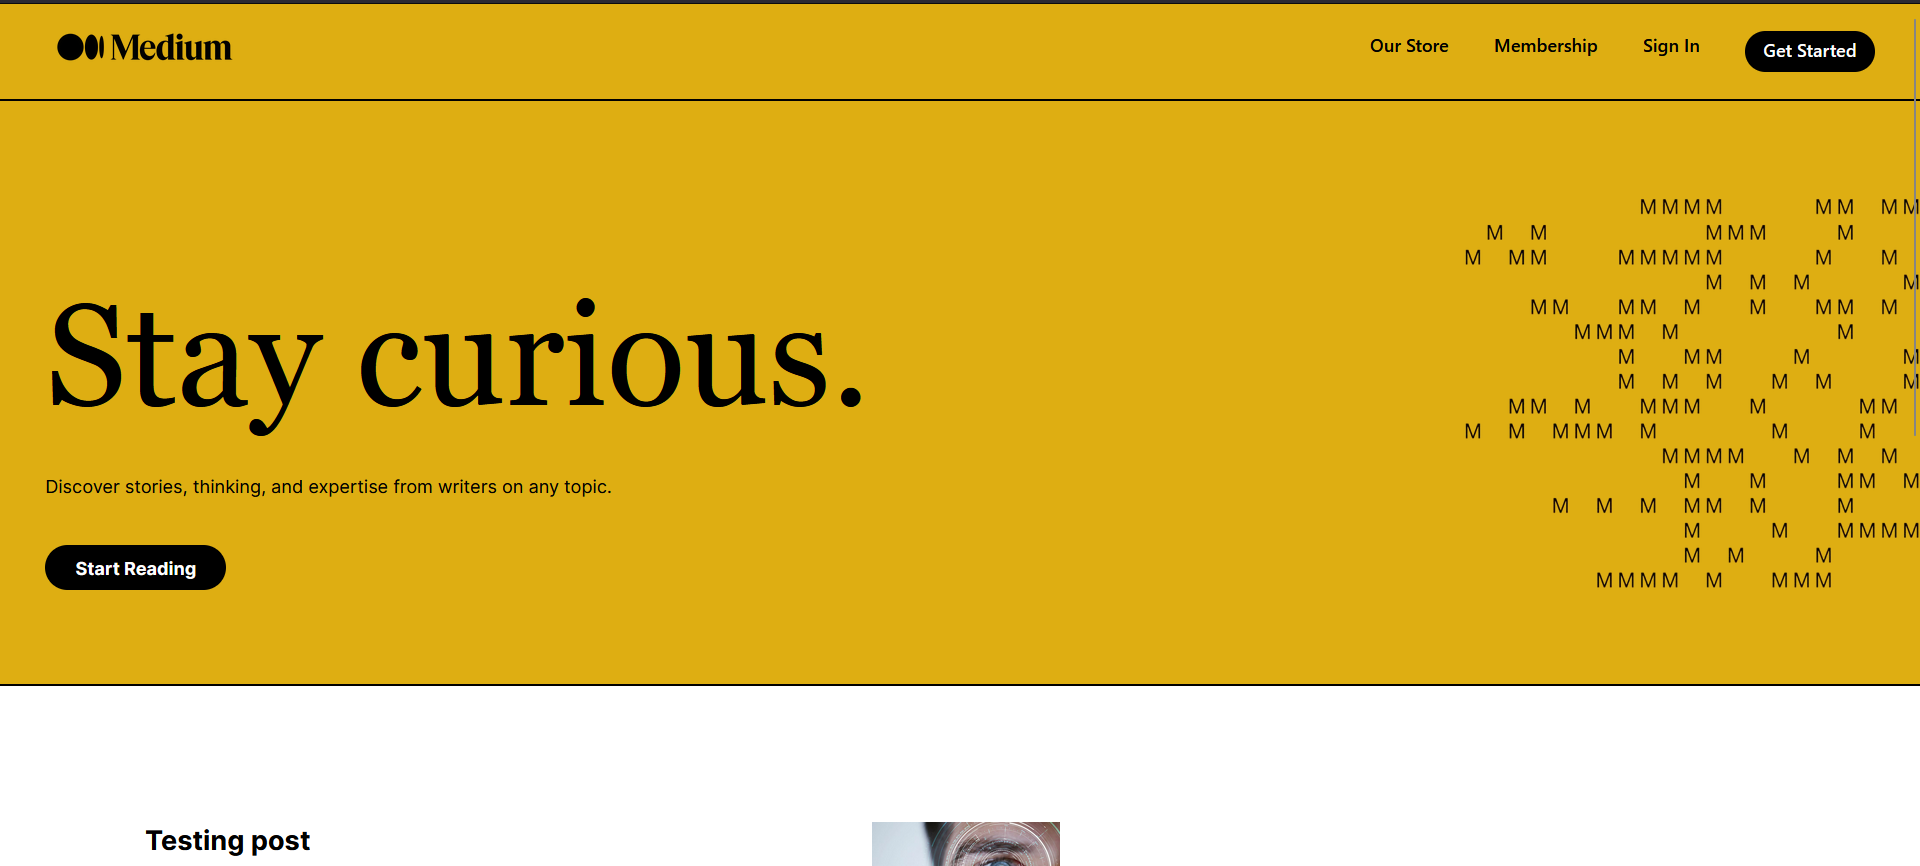 Medium
Our Store Membership Sign In Get Started
M M M M M M M M
M M M M M M
M M M M M M M M M M
M M M M
M M M M M M M M M
M M M M M
M M M M M
M M M M M M
M M M M M M M M M
M M M M M M M M
M M M M M M M
M M M M M
M M M M M M M
M M M M M M
M M M
M M M M M M M M
Stay curious.
Discover stories, thinking, and expertise from writers on any topic.
Start Reading
Testing post